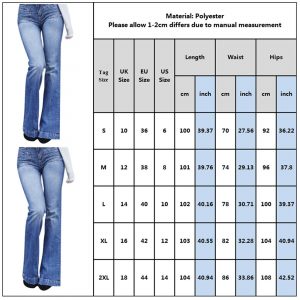 Material: Polyester
Please allow 1-2cm differs due to manual measurement
Tag Size UK Size EU Size US Size Length Waist Hips
cm inch cm inch cm inch
S 10 36 6 100 39.37 70 27.56 92 36.22
M 12 38 8 101 39.76 74 29.13 96 37.8
L 14 40 10 102 40.16 78 30.71 100 39.37
XL 16 42 12 103 40.55 82 32.28 104 40.94
2XL 18 44 14 104 40.94 86 33.86 108 42.52